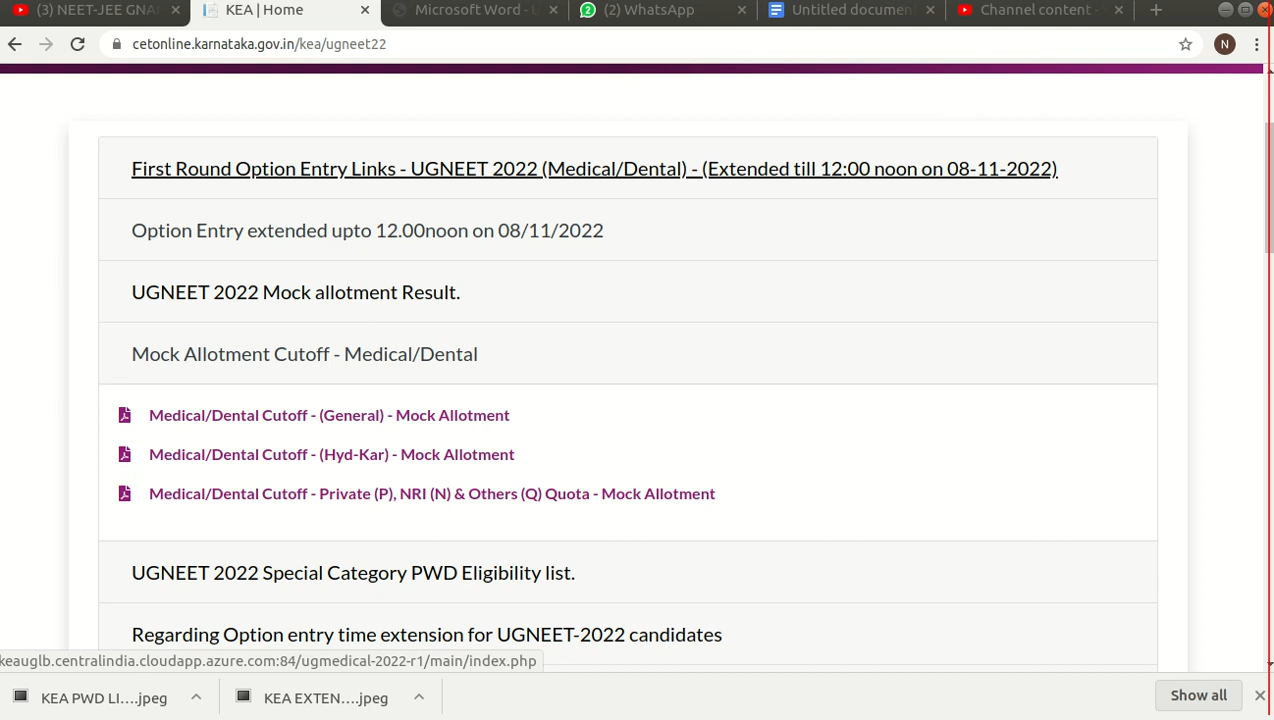 (3) NEET-JEE GNA
KEA | Home
Microsoft Word - U
(2) WhatsApp
Untitled documen
Channel content -
cetonline.karnataka.gov.in/kea/ugneet22
N
First Round Option Entry Links - UGNEET 2022 (Medical/Dental) - (Extended till 12:00 noon on 08-11-2022)
Option Entry extended upto 12.00noon on 08/11/2022
UGNEET 2022 Mock allotment Result.
Mock Allotment Cutoff - Medical/Dental
Medical/Dental Cutoff - (General) - Mock Allotment
Medical/Dental Cutoff - (Hyd-Kar) - Mock Allotment
Medical/Dental Cutoff - Private (P), NRI (N) & Others (Q) Quota - Mock Allotment
UGNEET 2022 Special Category PWD Eligibility list.
Regarding Option entry time extension for UGNEET-2022 candidates
keauglb.centralindia.cloudapp.azure.com:84/ugmedical-2022-r1/main/index.php
KEA PWD LI....jpeg
KEA EXTEN....jpeg
Show all